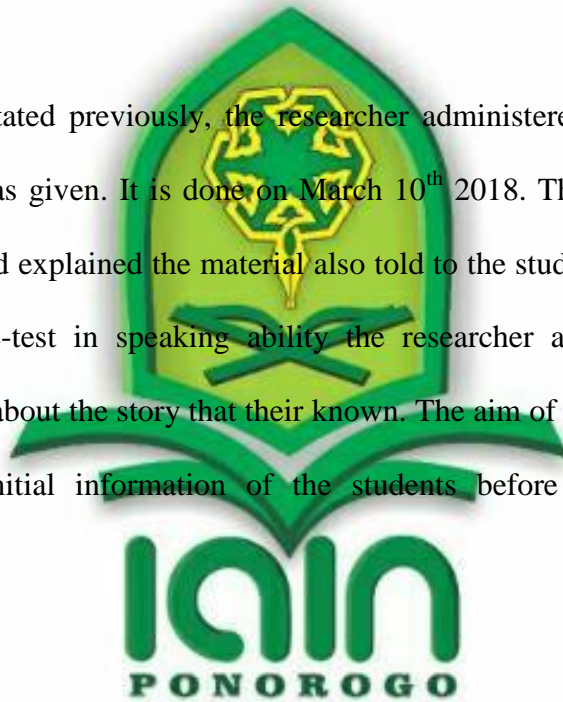 tated previously, the researcher administere
as given. It is done on March 10th 2018. Th
d explained the material also told to the stud
-test in speaking ability the researcher a
about the story that their known. The aim of
nitial information of the students before
IAIN
PONOROGO